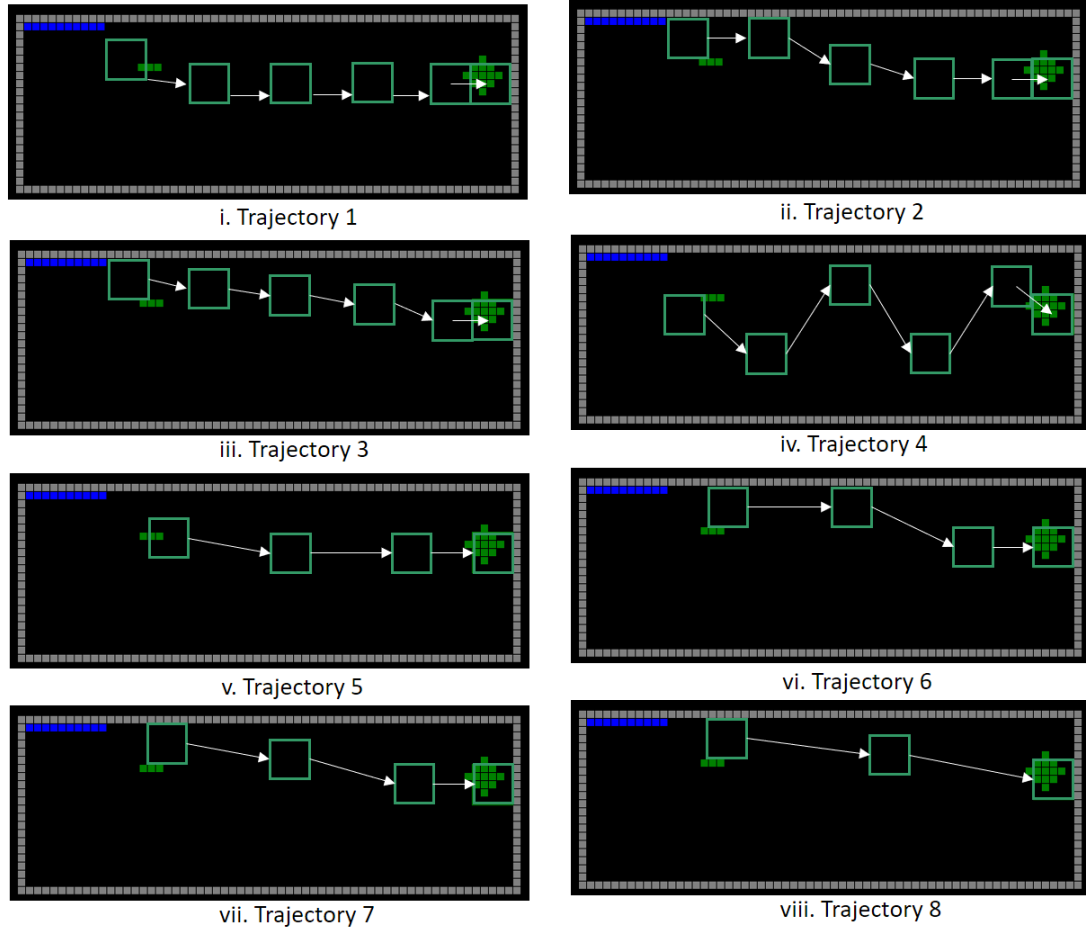 i. Trajectory 1
ii. Trajectory 2
iii. Trajectory 3
iv. Trajectory 4
v. Trajectory 5
vi. Trajectory 6
vii. Trajectory 7
viii. Trajectory 8